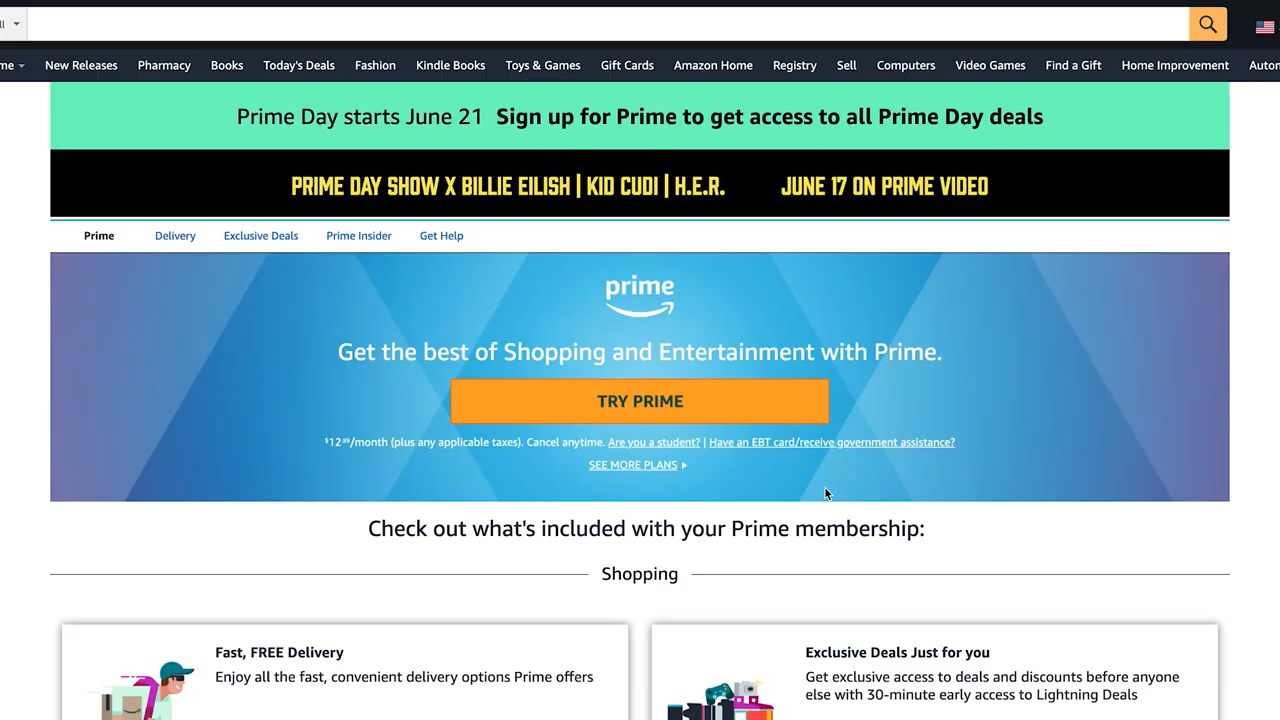 New Releases Pharmacy Books Today's Deals Fashion Kindle Books Toys & Games Gift Cards Amazon Home Registry Sell Computers Video Games Find a Gift Home Improvement
Prime Day starts June 21 Sign up for Prime to get access to all Prime Day deals
PRIME DAY SHOW X BILLIE EILISH | KID CUDI | H.E.R. JUNE 17 ON PRIME VIDEO
Prime Delivery Exclusive Deals Prime Insider Get Help
prime
Get the best of Shopping and Entertainment with Prime.
TRY PRIME
$12.99/month (plus any applicable taxes). Cancel anytime. Are you a student? | Have an EBT card/receive government assistance?
SEE MORE PLANS
Check out what's included with your Prime membership:
Shopping
Fast, FREE Delivery
Enjoy all the fast, convenient delivery options Prime offers
Exclusive Deals Just for you
Get exclusive access to deals and discounts before anyone
else with 30-minute early access to Lightning Deals